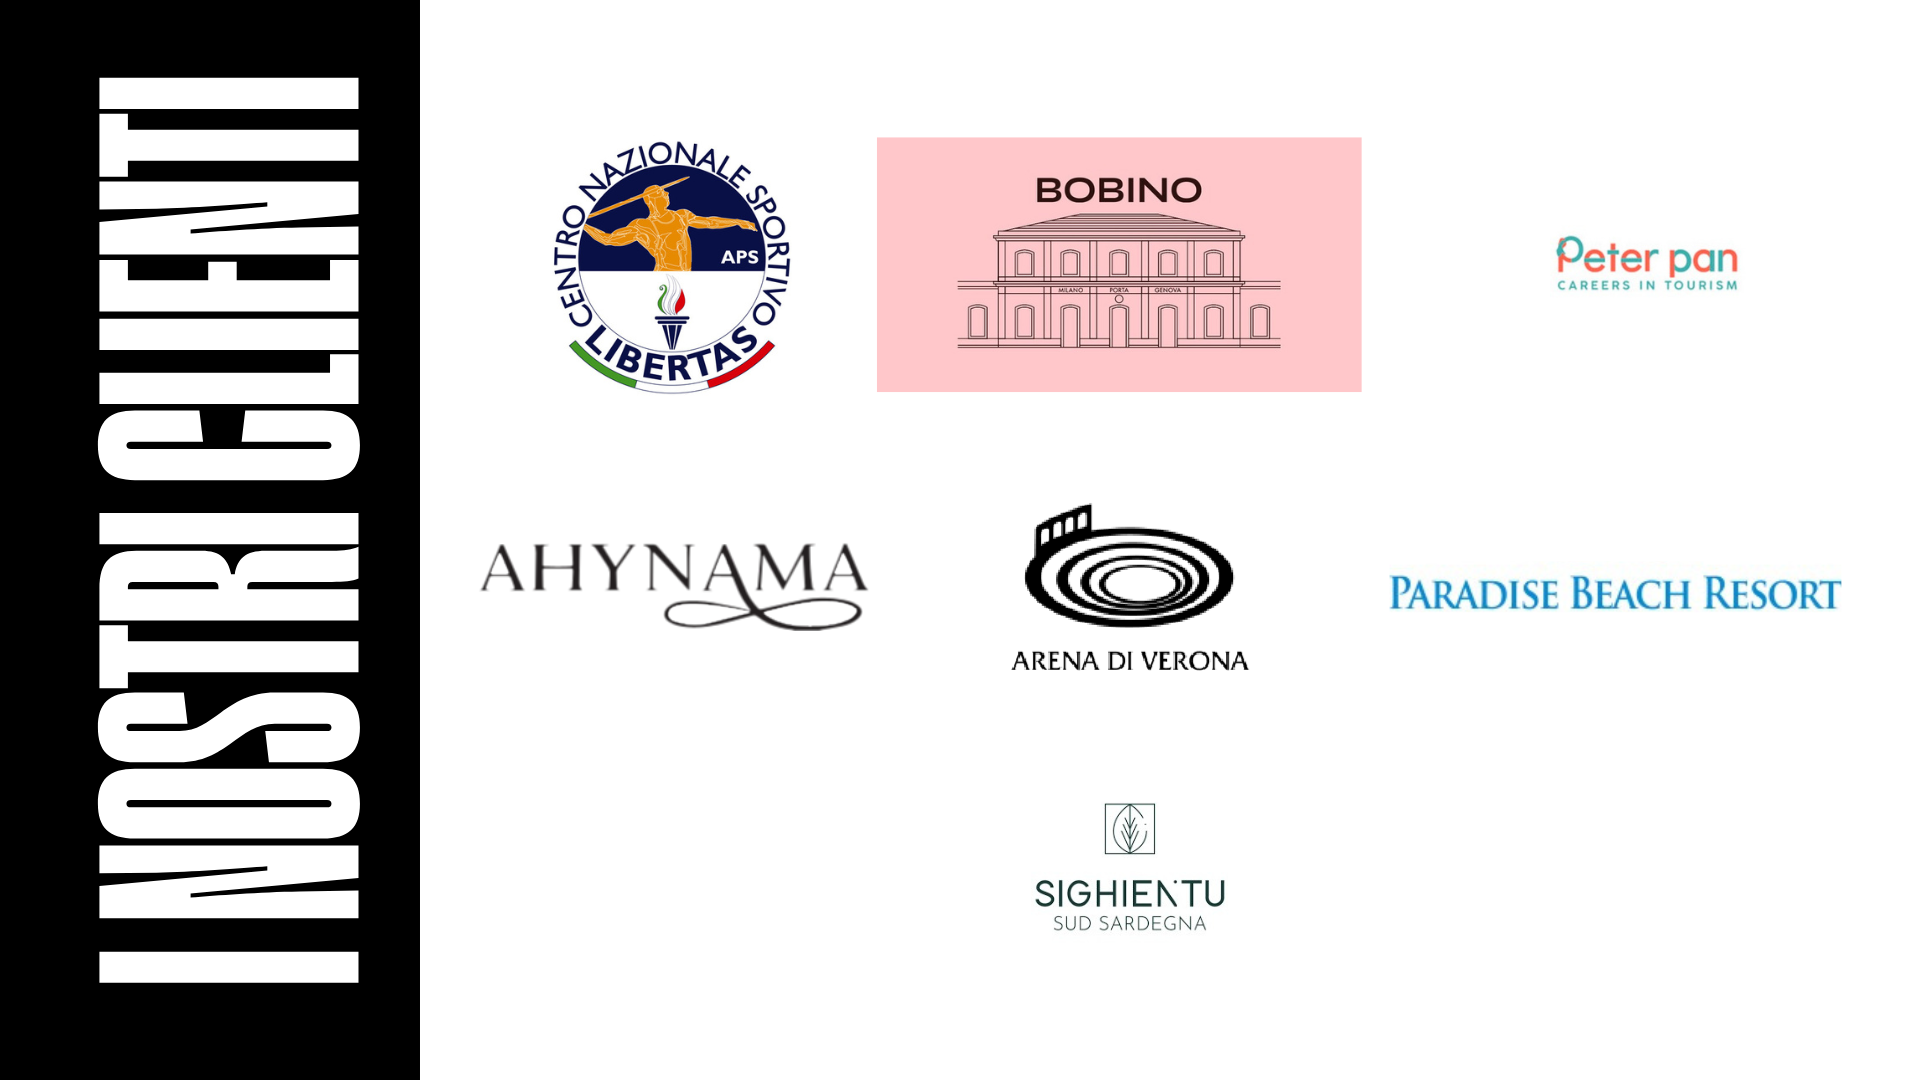 I NOSTRI CLIENTI
CENTRO NAZIONALE SPORTIVO
APS
LIBERTAS
BOBINO
MILANO PORTA GENOVA
Peter pan
CAREERS IN TOURISM
AHYNAMA
ARENA DI VERONA
PARADISE BEACH RESORT
SIGHIENTU
SUD SARDEGNA